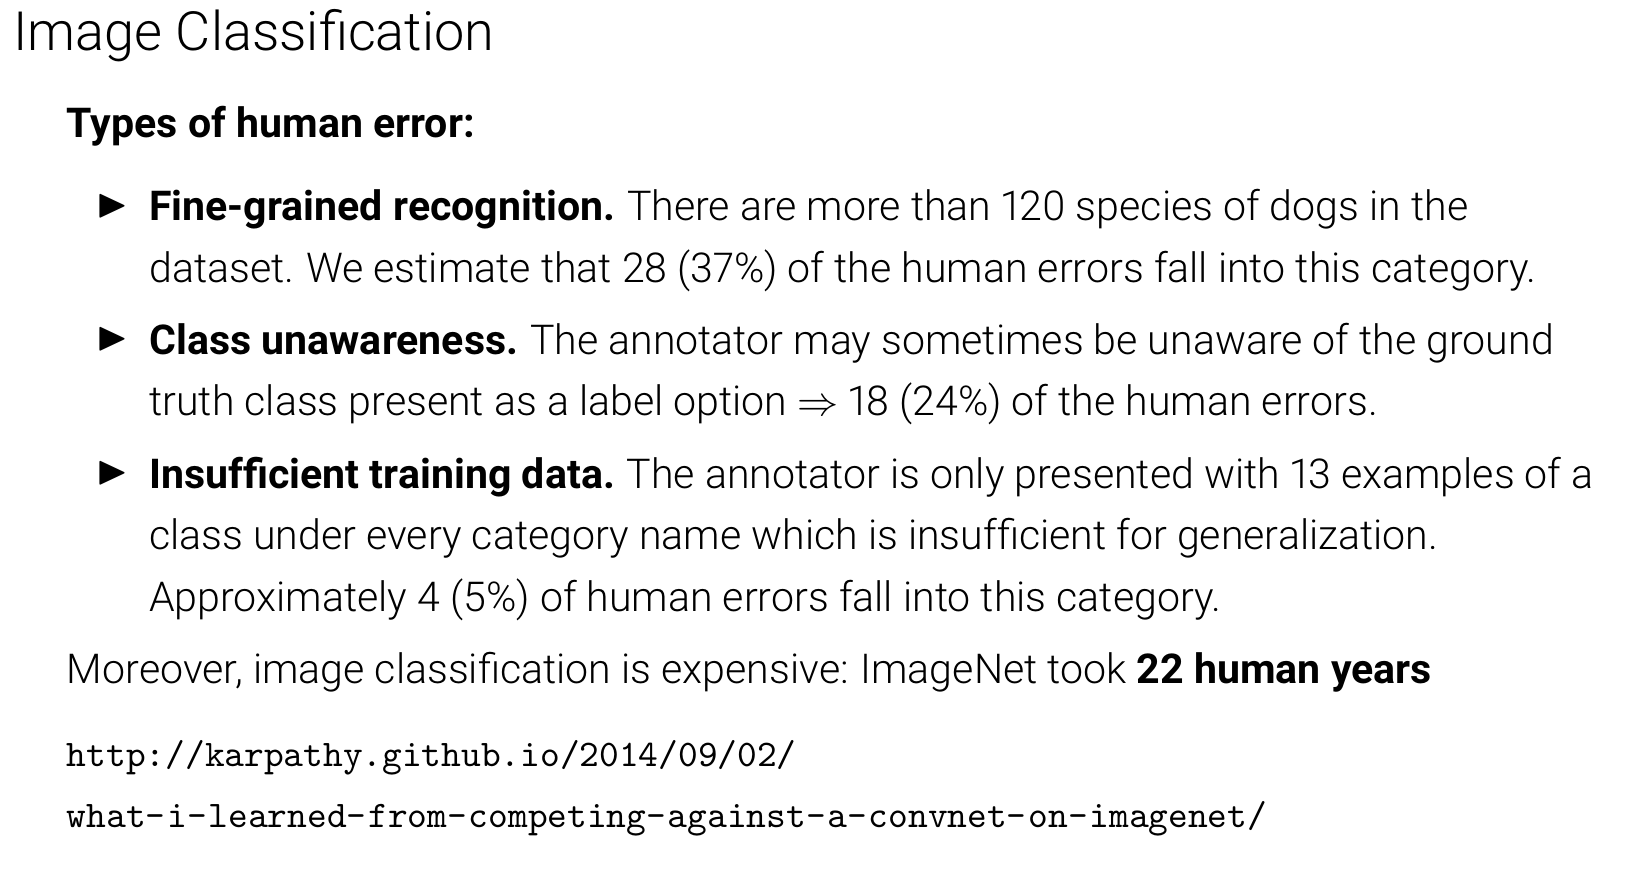 Image Classification
Types of human error:
▶ Fine-grained recognition. There are more than 120 species of dogs in the
dataset. We estimate that 28 (37%) of the human errors fall into this category.
▶ Class unawareness. The annotator may sometimes be unaware of the ground
truth class present as a label option ⇒ 18 (24%) of the human errors.
▶ Insufficient training data. The annotator is only presented with 13 examples of a
class under every category name which is insufficient for generalization.
Approximately 4 (5%) of human errors fall into this category.
Moreover, image classification is expensive: ImageNet took 22 human years
http://karpathy.github.io/2014/09/02/
what-i-learned-from-competing-against-a-convnet-on-imagenet/